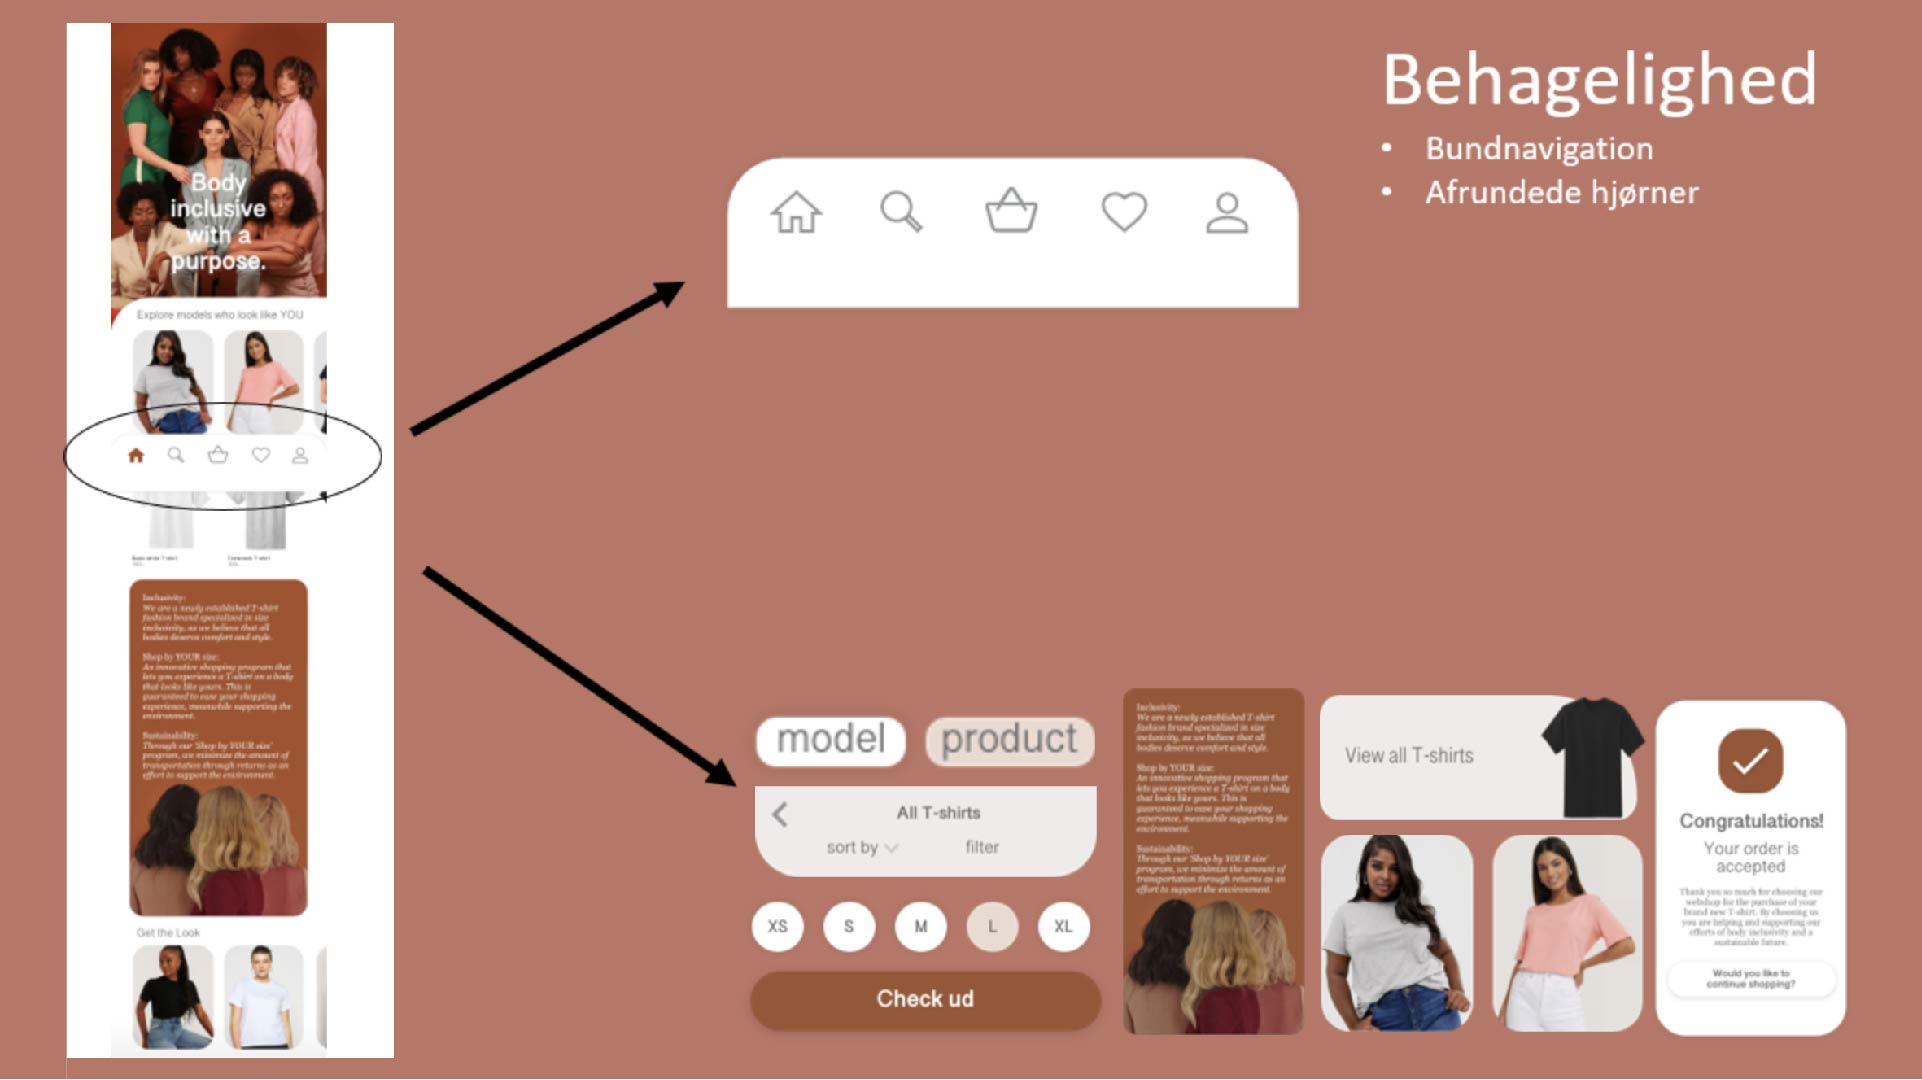 Behagelighed
• Bundnavigation
• Afrundede hjørner
Body
inclusive
with a
purpose.
Explore models who look like YOU
Inclusivity:
We are a newly established T-shirt
fashion brand specialized in size
inclusivity, as we believe that all
bodies deserve comfort and style.
Shop by YOUR size:
An innovative shopping program that
lets you experience a T-shirt on a body
that looks like yours. This is
guaranteed to ease your shopping
experience, meanwhile supporting the
environment.
Sustainability:
Through our 'Shop by YOUR size'
program, we minimize the amount of
transportation through returns as an
effort to support the environment.
Get the Look
model
product
All T-shirts
sort by
filter
XS
S
M
L
XL
Check ud
Inclusivity:
We are a newly established T-shirt
fashion brand specialized in size
inclusivity, as we believe that all
bodies deserve comfort and style.
Shop by YOUR size:
An innovative shopping program that
lets you experience a T-shirt on a body
that looks like yours. This is
guaranteed to ease your shopping
experience, meanwhile supporting the
environment.
Sustainability:
Through our 'Shop by YOUR size'
program, we minimize the amount of
transportation through returns as an
effort to support the environment.
View all T-shirts
Congratulations!
Your order is
accepted
Thank you so much for choosing our
webshop for the purchase of your
brand new T-shirt. By choosing us
you are helping and supporting our
efforts of body inclusivity and a
sustainable future.
Would you like to
continue shopping?